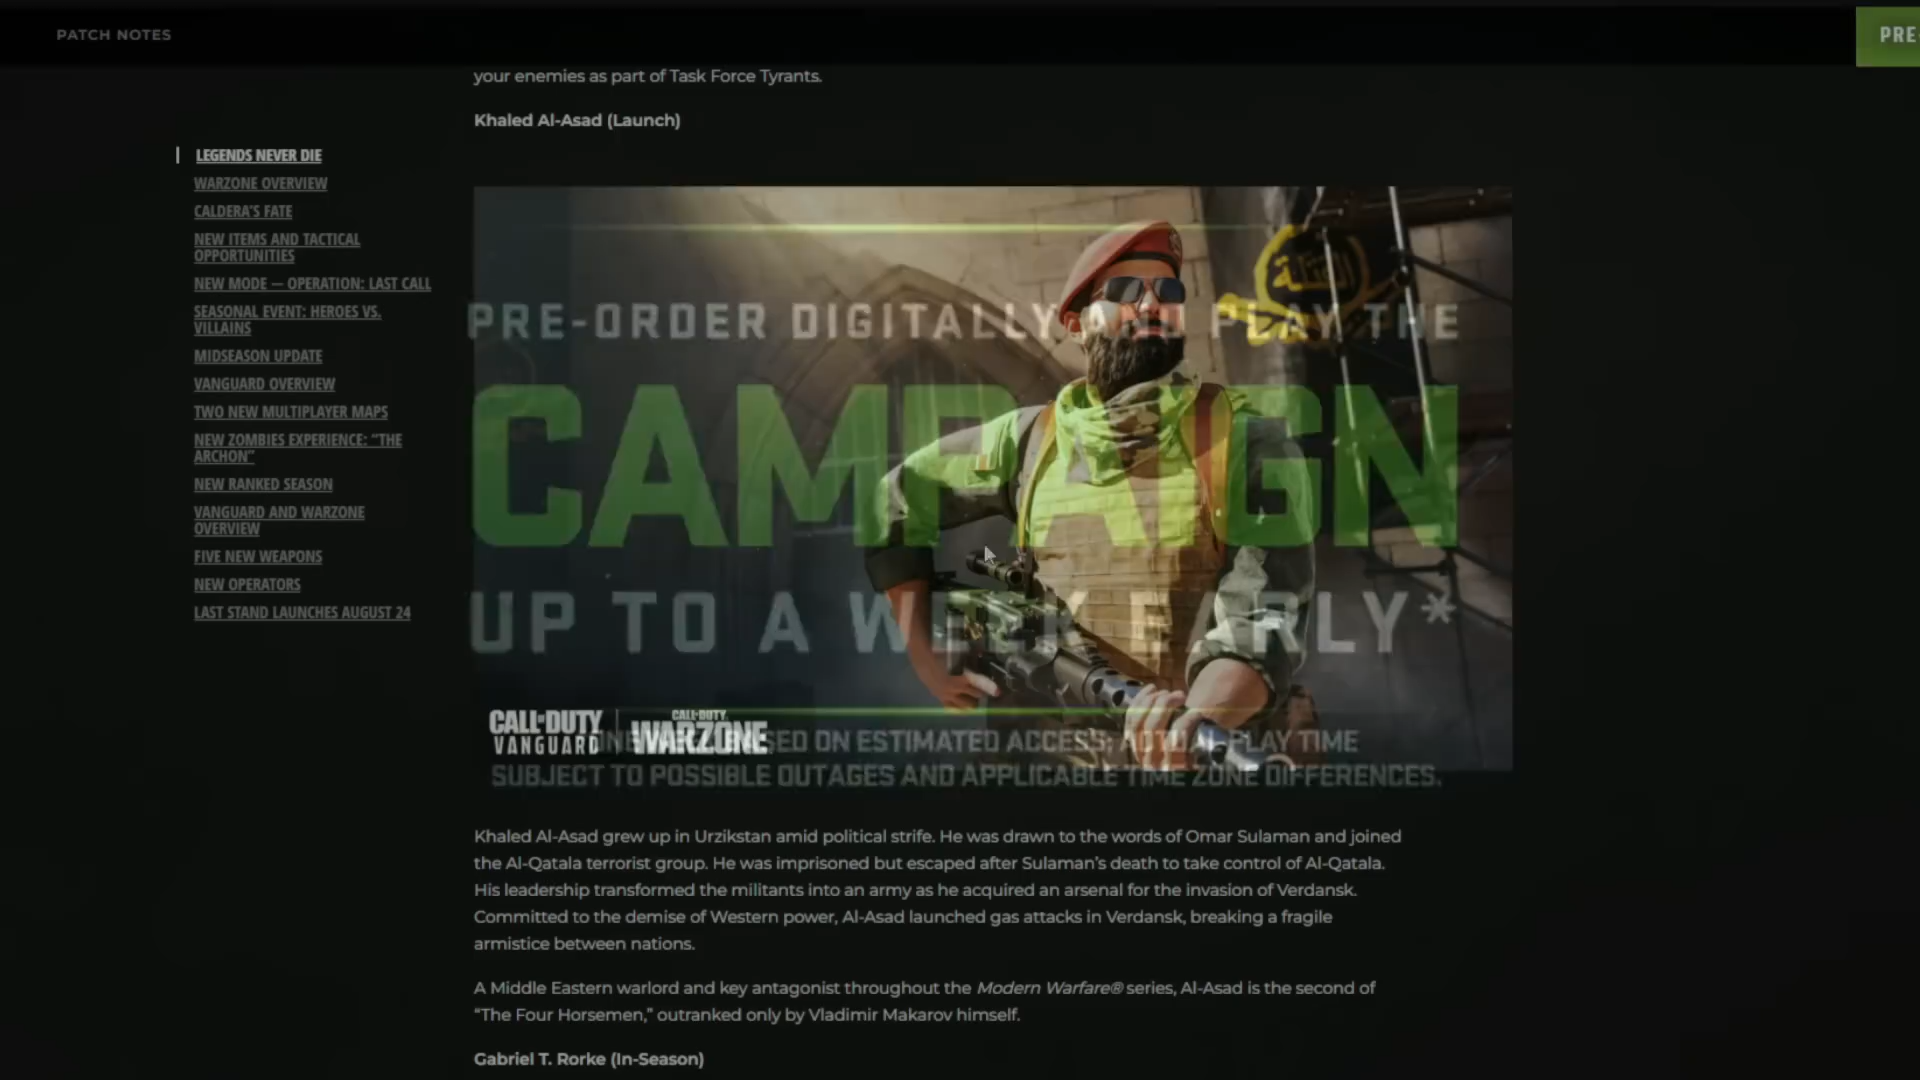 PATCH NOTES
PRE-
your enemies as part of Task Force Tyrants.
Khaled Al-Asad (Launch)
LEGENDS NEVER DIE
WARZONE OVERVIEW
CALDERA'S FATE
NEW ITEMS AND TACTICAL
OPPORTUNITIES
NEW MODE — OPERATION: LAST CALL
SEASONAL EVENT: HEROES VS.
VILLAINS
MIDSEASON UPDATE
VANGUARD OVERVIEW
TWO NEW MULTIPLAYER MAPS
NEW ZOMBIES EXPERIENCE: “THE
ARCHON”
NEW RANKED SEASON
VANGUARD AND WARZONE
OVERVIEW
FIVE NEW WEAPONS
NEW OPERATORS
LAST STAND LAUNCHES AUGUST 24
PRE-ORDER DIGITALLY AND PLAY THE
CAMPAIGN
UP TO A WEEK EARLY*
CALL OF DUTY
VANGUARD
CALL OF DUTY
WARZONE
ON ESTIMATED ACCESS; ACTUAL PLAY TIME
SUBJECT TO POSSIBLE OUTAGES AND APPLICABLE TIME ZONE DIFFERENCES.
Khaled Al-Asad grew up in Urzikstan amid political strife. He was drawn to the words of Omar Sulaman and joined
the Al-Qatala terrorist group. He was imprisoned but escaped after Sulaman’s death to take control of Al-Qatala.
His leadership transformed the militants into an army as he acquired an arsenal for the invasion of Verdansk.
Committed to the demise of Western power, Al-Asad launched gas attacks in Verdansk, breaking a fragile
armistice between nations.
A Middle Eastern warlord and key antagonist throughout the Modern Warfare® series, Al-Asad is the second of
“The Four Horsemen,” outranked only by Vladimir Makarov himself.
Gabriel T. Rorke (In-Season)